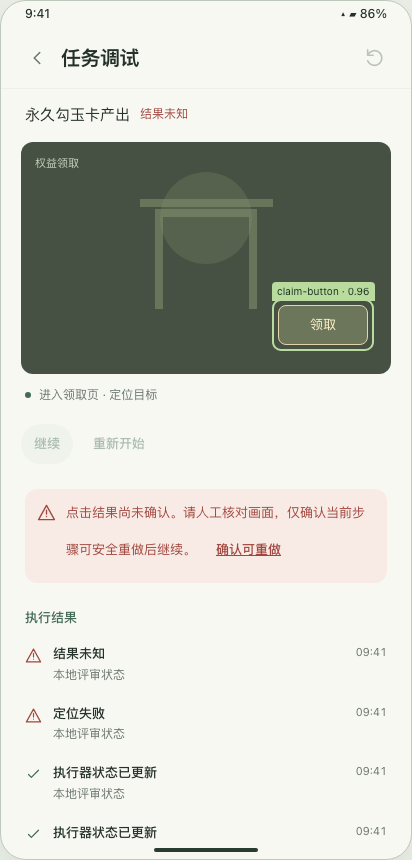 9:41
86%
任务调试
永久勾玉卡产出 结果未知
权益领取
claim-button · 0.96
领取
进入领取页 · 定位目标
继续 重新开始
点击结果尚未确认。请人工核对画面，仅确认当前步
骤可安全重做后继续。 确认可重做
执行结果
结果未知 09:41
本地评审状态
定位失败 09:41
本地评审状态
执行器状态已更新 09:41
本地评审状态
执行器状态已更新 09:41